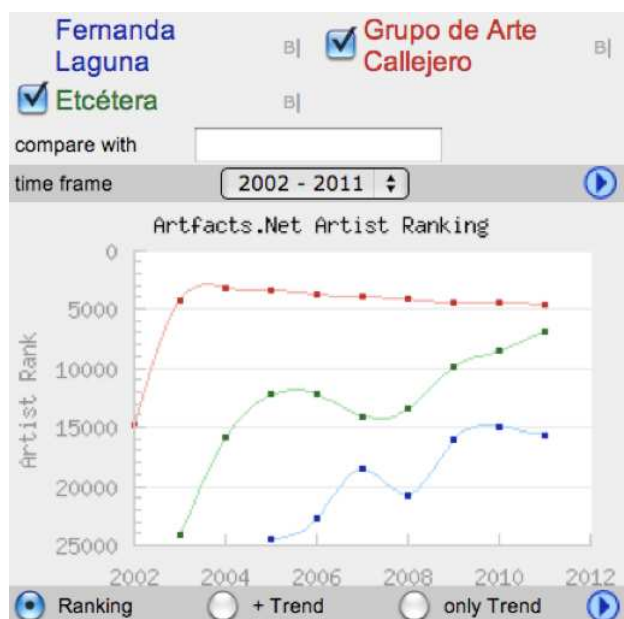 Fernanda
Laguna
B|
Grupo de Arte
Callejero
B|
Etcétera
B|
compare with
time frame
2002 - 2011
Artfacts.Net Artist Ranking
Artist Rank
0
5000
10000
15000
20000
25000
2002 2004 2006 2008 2010 2012
Ranking + Trend only Trend